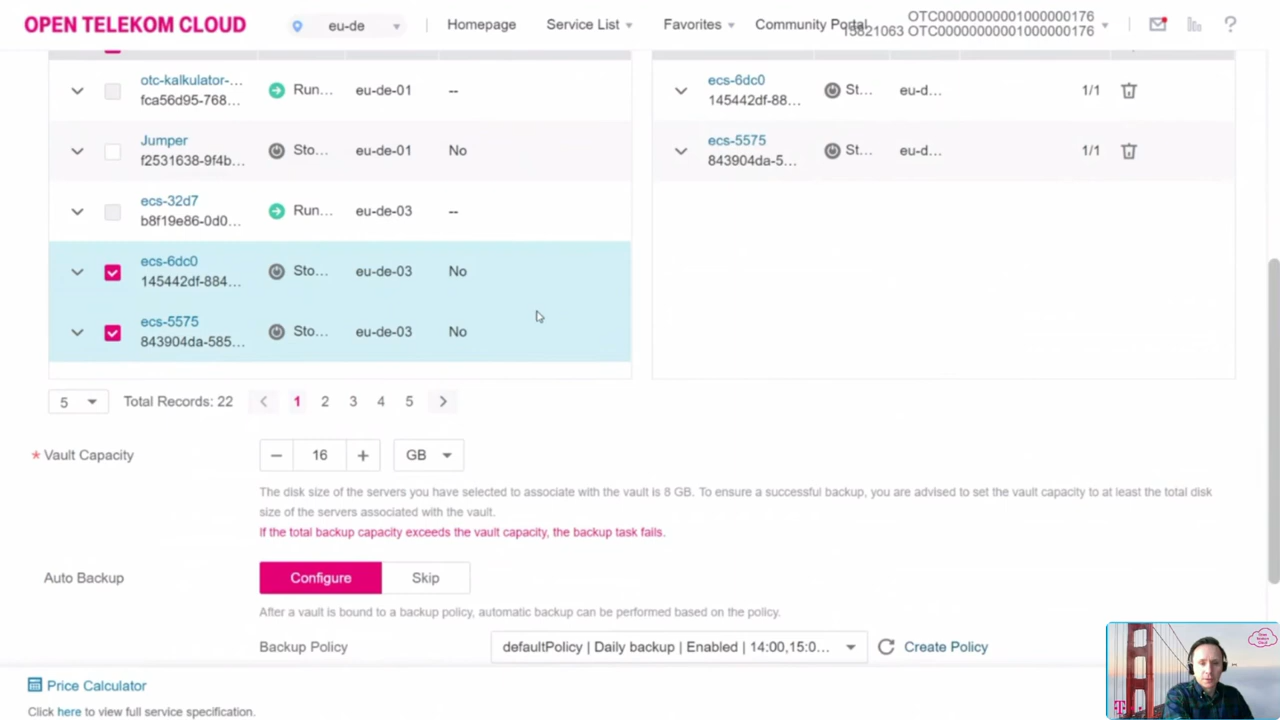 OPEN TELEKOM CLOUD
eu-de
Homepage
Service List
Favorites
Community Portal
OTC00000000001000000176
OTC00000000001000000176
otc-kalkulator-...
fca56d95-768...
Run...
eu-de-01
--
Jumper
f2531638-9f4b...
Sto...
eu-de-01
No
ecs-32d7
b8f19e86-0d0...
Run...
eu-de-03
--
ecs-6dc0
145442df-884...
Sto...
eu-de-03
No
ecs-5575
843904da-585...
Sto...
eu-de-03
No
ecs-6dc0
145442df-88...
St...
eu-d...
1/1
ecs-5575
843904da-5...
St...
eu-d...
1/1
5
Total Records: 22
1
2
3
4
5
* Vault Capacity
16
GB
The disk size of the servers you have selected to associate with the vault is 8 GB. To ensure a successful backup, you are advised to set the vault capacity to at least the total disk
size of the servers associated with the vault.
If the total backup capacity exceeds the vault capacity, the backup task fails.
Auto Backup
Configure
Skip
After a vault is bound to a backup policy, automatic backup can be performed based on the policy.
Backup Policy
defaultPolicy | Daily backup | Enabled | 14:00,15:0...
Create Policy
Price Calculator
Click here to view full service specification.